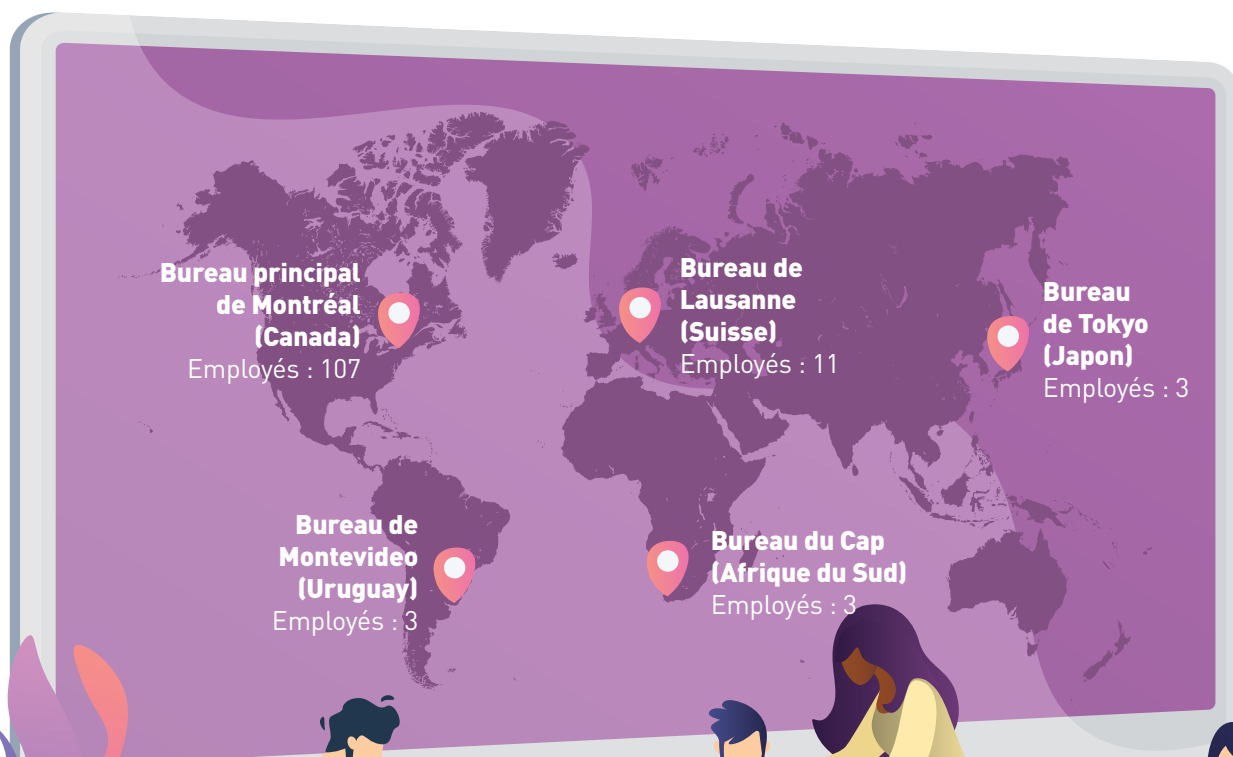 Bureau principal
de Montréal
(Canada)
Employés : 107
Bureau de
Lausanne
(Suisse)
Employés : 11
Bureau
de Tokyo
(Japon)
Employés : 3
Bureau de
Montevideo
(Uruguay)
Employés : 3
Bureau du Cap
(Afrique du Sud)
Employés : 3